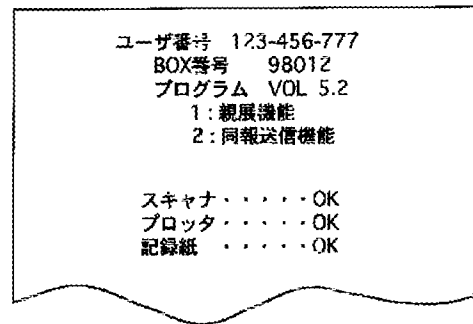 ユーザ番号 123-456-777
BOX番号 98012
プログラム VOL 5.2
1:親展機能
2:同報送信機能
スキャナ・・・・・OK
プロッタ・・・・・OK
記録紙 ・・・・・OK